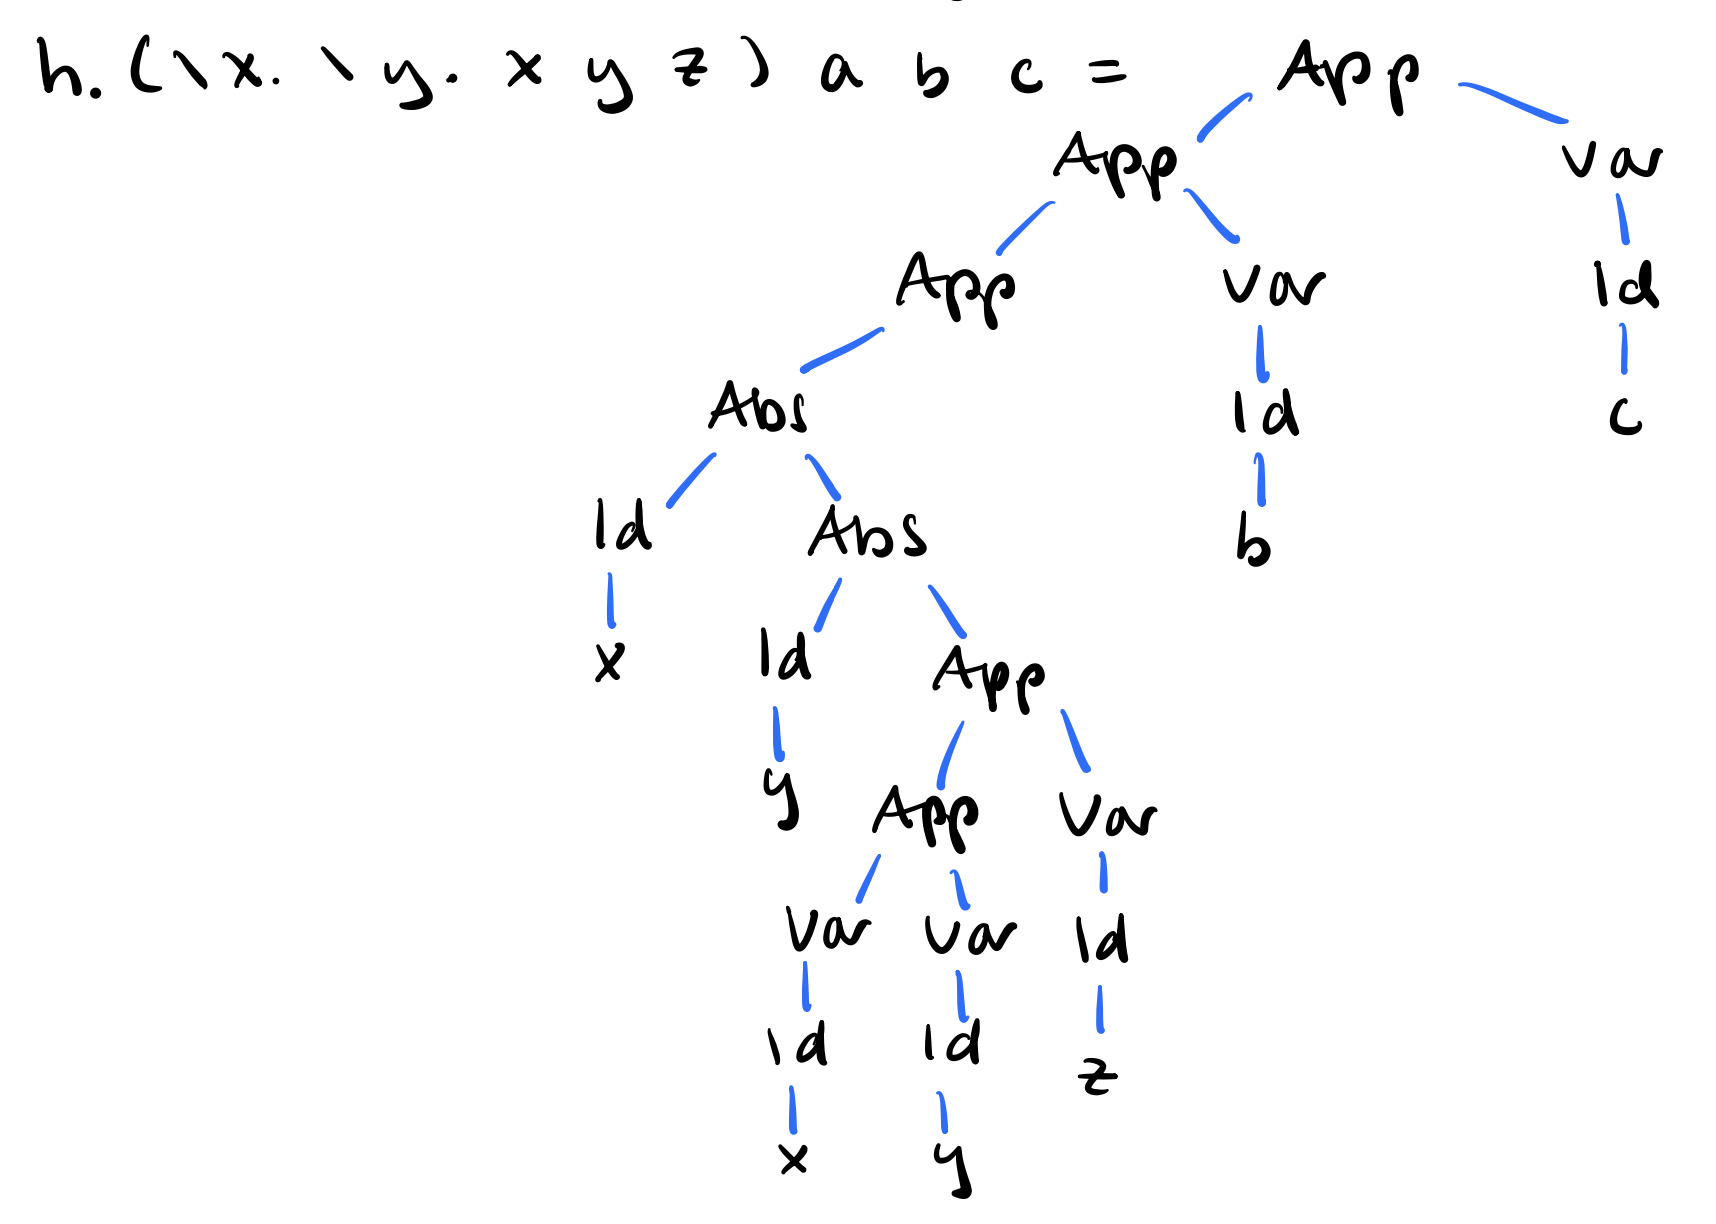 h. (\x. \y. x y z) a b c = App
App Var
App Var Id
Abs Id c
Id Abs b
x Id App
y App Var
Var Var Id
Id Id z
x y